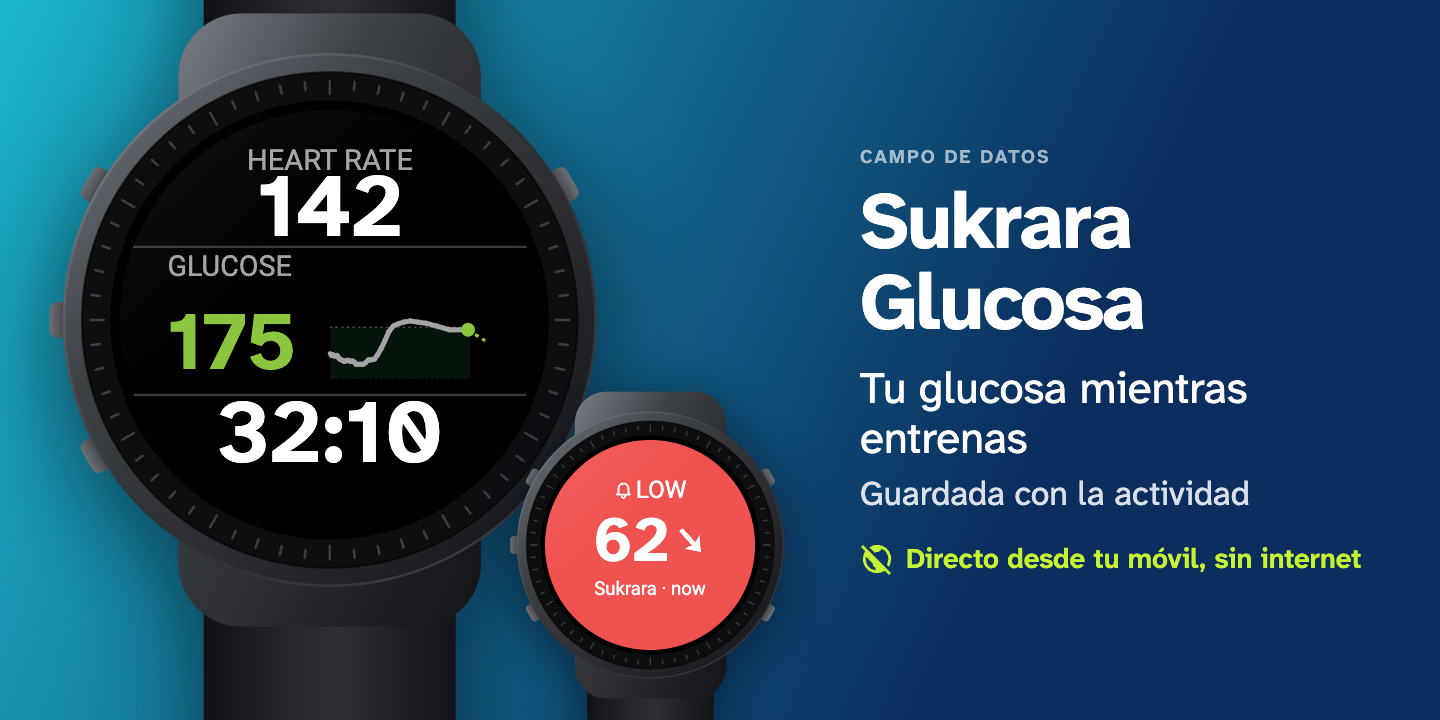 HEART RATE
142
GLUCOSE
175
32:10
LOW
62
Sukrara · now
CAMPO DE DATOS
Sukrara
Glucosa
Tu glucosa mientras
entrenas
Guardada con la actividad
Directo desde tu móvil, sin internet